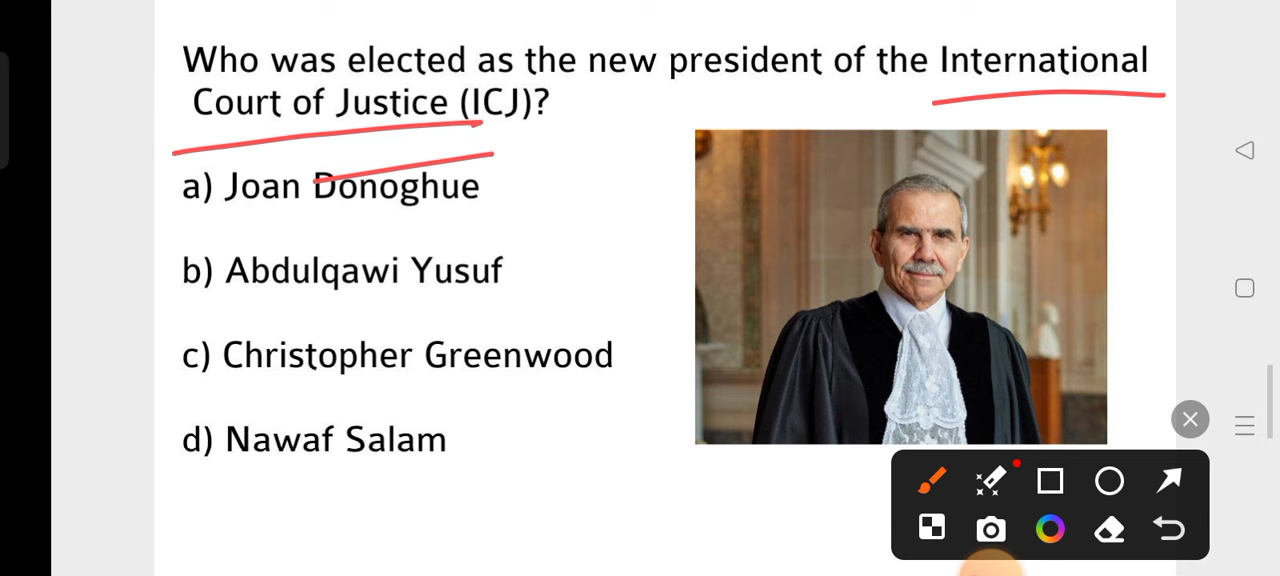 Who was elected as the new president of the International
Court of Justice (ICJ)?
a) Joan Donoghue
b) Abdulqawi Yusuf
c) Christopher Greenwood
d) Nawaf Salam